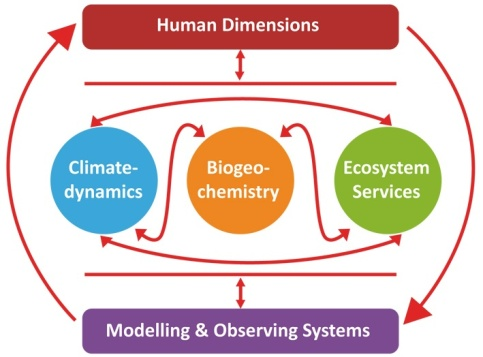 Human Dimensions
Climate-
dynamics
Biogeo-
chemistry
Ecosystem
Services
Modelling & Observing Systems